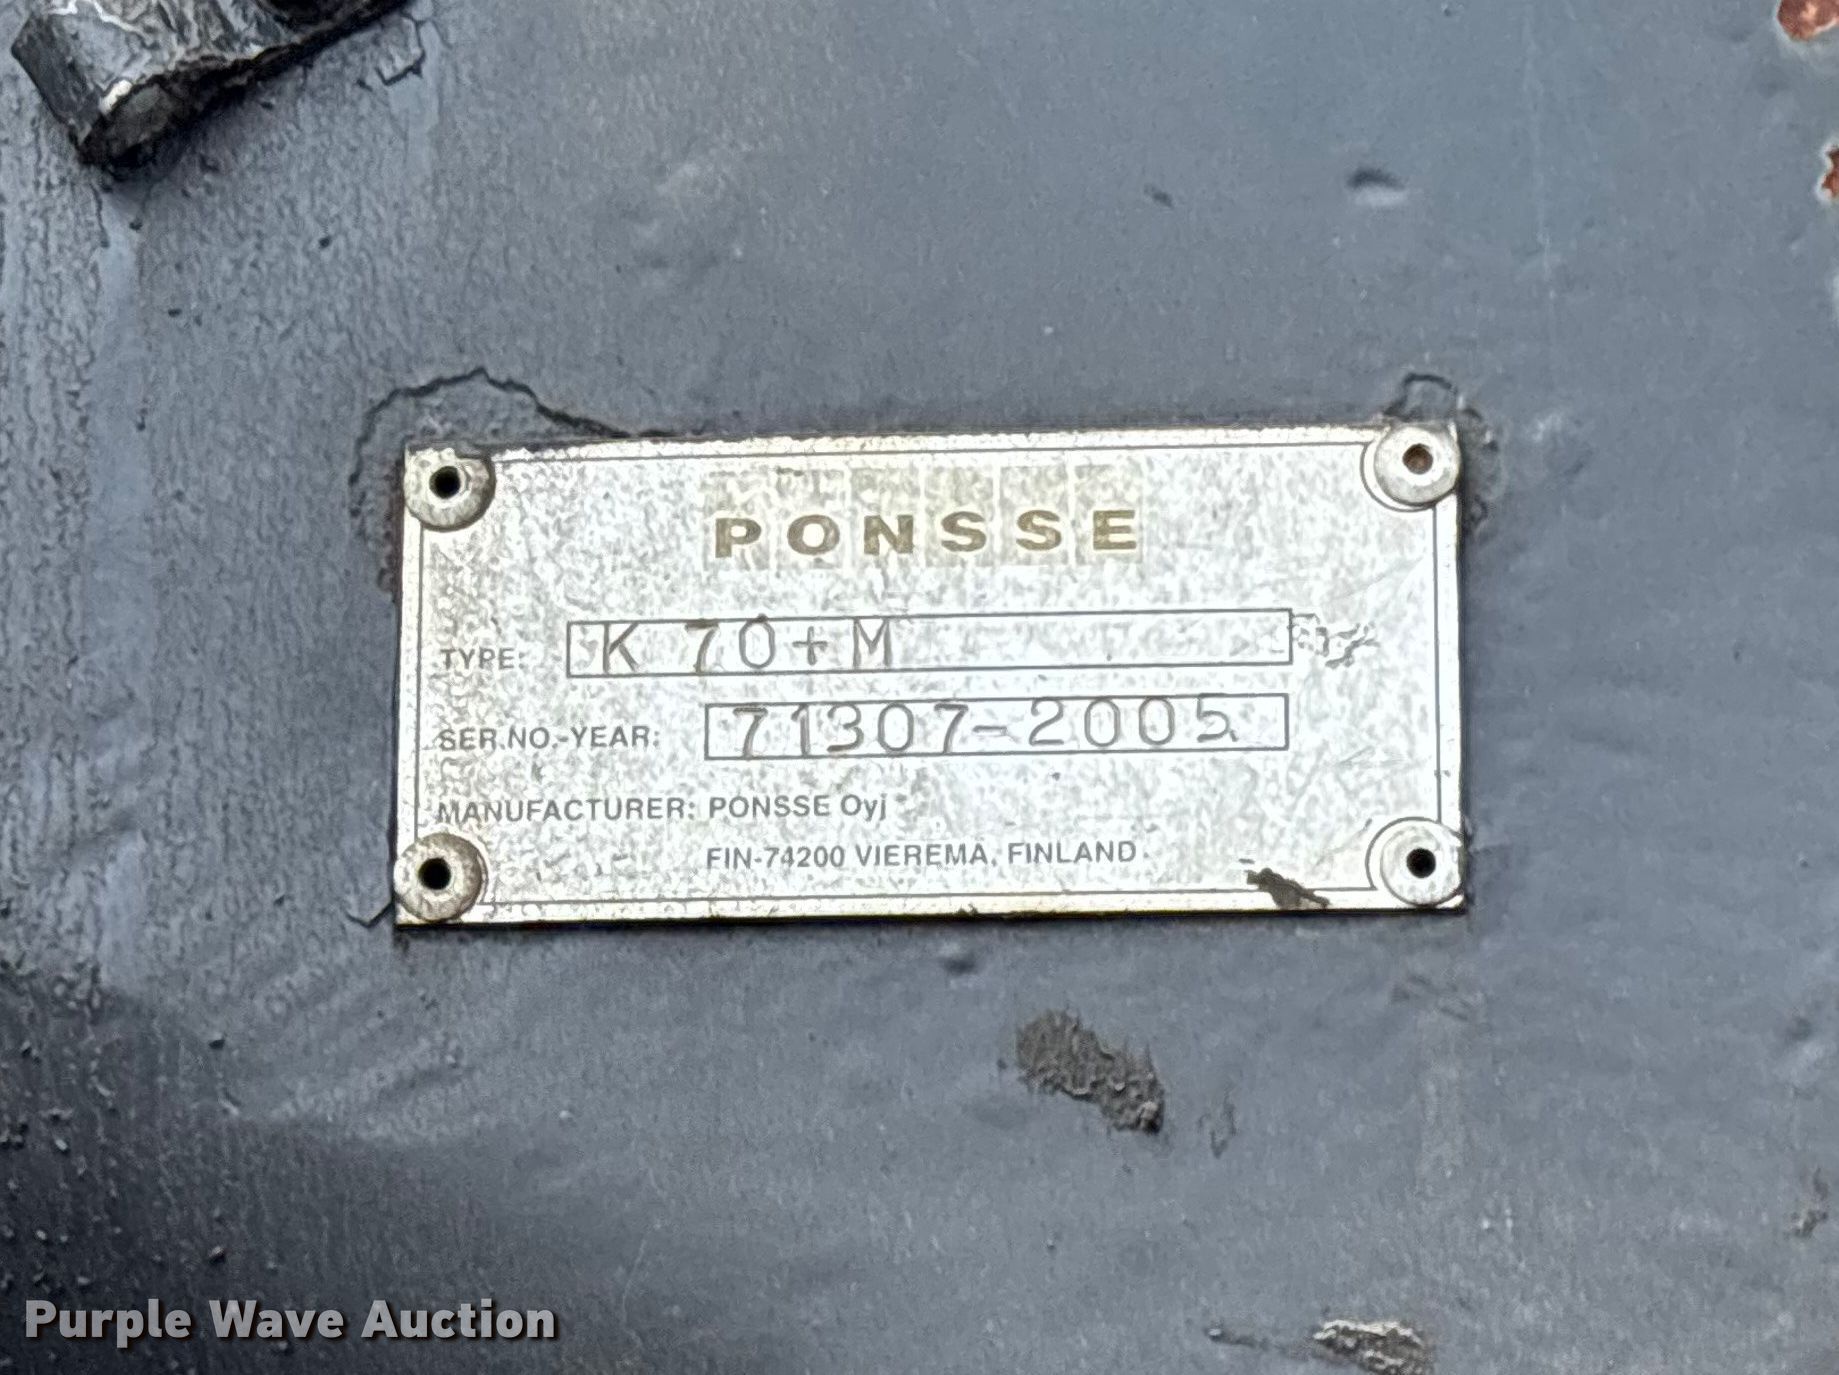 PONSSE
TYPE: K 70+M
SER.NO.-YEAR: 71307-2005
MANUFACTURER: PONSSE Oyj
FIN-74200 VIEREMA, FINLAND
Purple Wave Auction